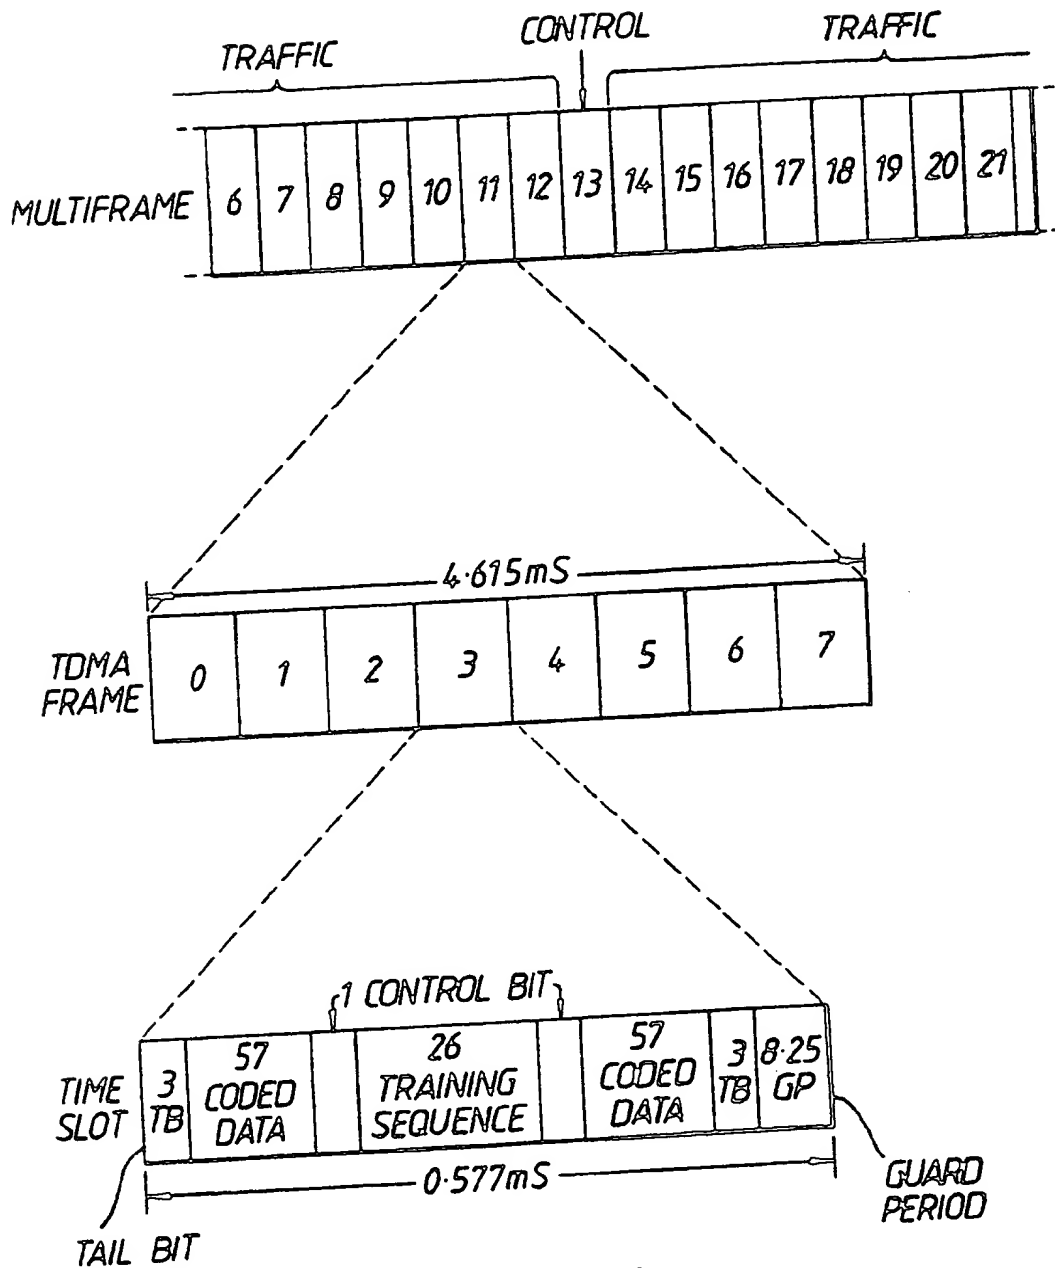 TRAFFIC
CONTROL
TRAFFIC
MULTIFRAME
6 7 8 9 10 11 12 13 14 15 16 17 18 19 20 21
4.615mS
TDMA
FRAME
0 1 2 3 4 5 6 7
1 CONTROL BIT
TIME
SLOT
3
TB
57
CODED
DATA
26
TRAINING
SEQUENCE
57
CODED
DATA
3
TB
8.25
GP
0.577mS
TAIL BIT
GUARD
PERIOD